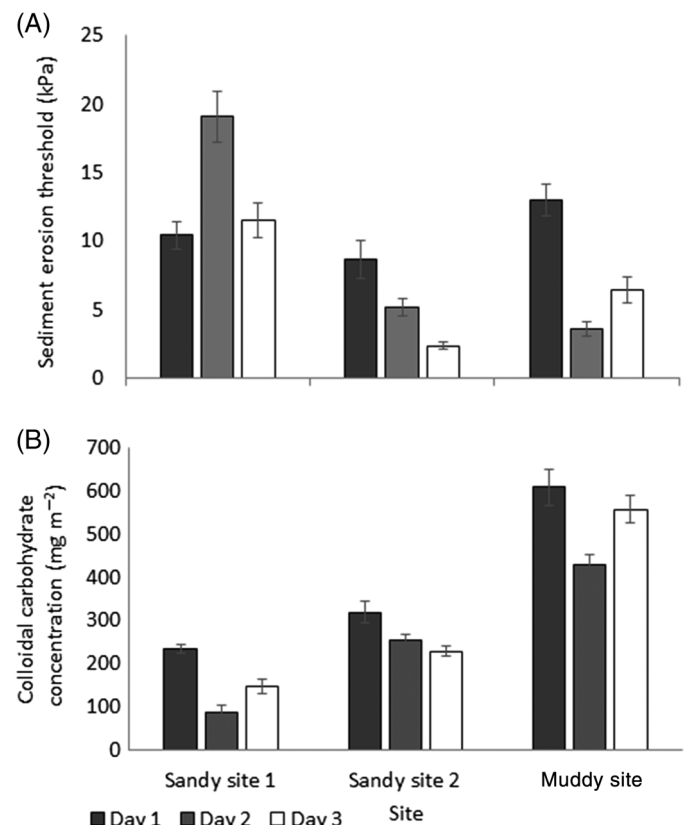 (A)
Sediment erosion threshold (kPa)
25
20
15
10
5
0
(B)
Colloidal carbohydrate
concentration (mg m⁻²)
700
600
500
400
300
200
100
0
Sandy site 1 Sandy site 2 Muddy site
Site
Day 1 Day 2 Day 3